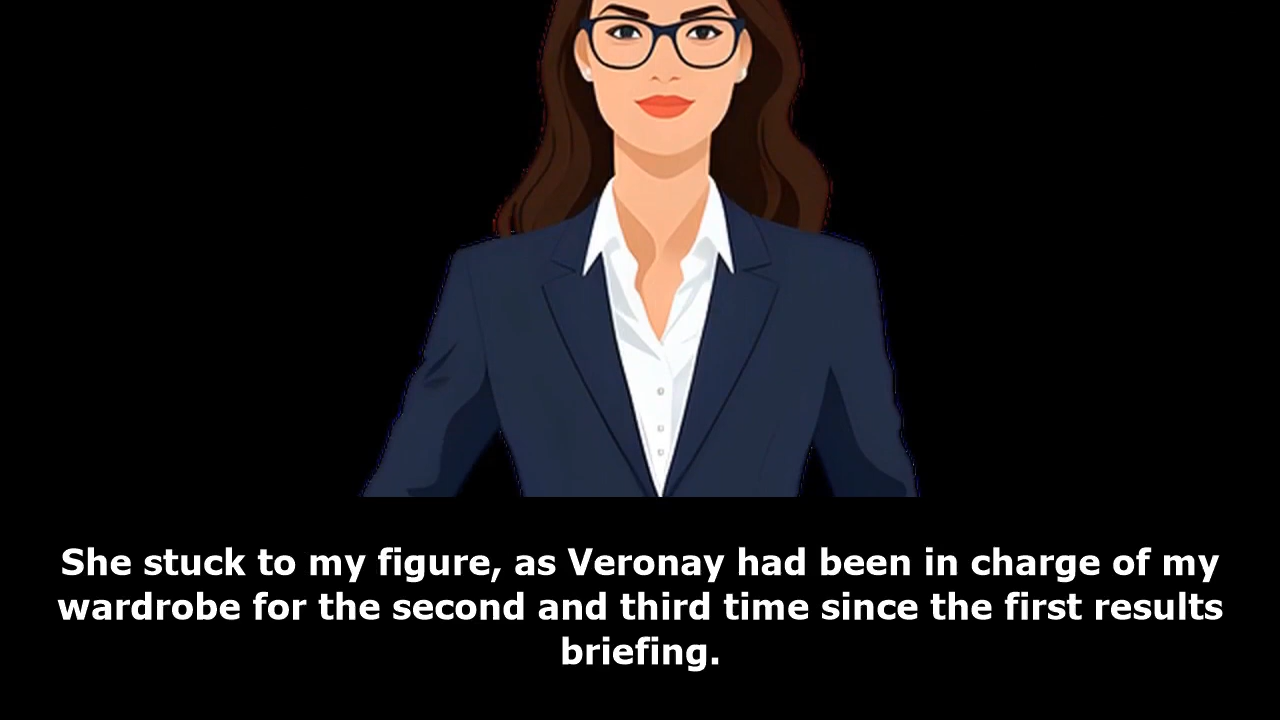 She stuck to my figure, as Veronay had been in charge of my
wardrobe for the second and third time since the first results
briefing.